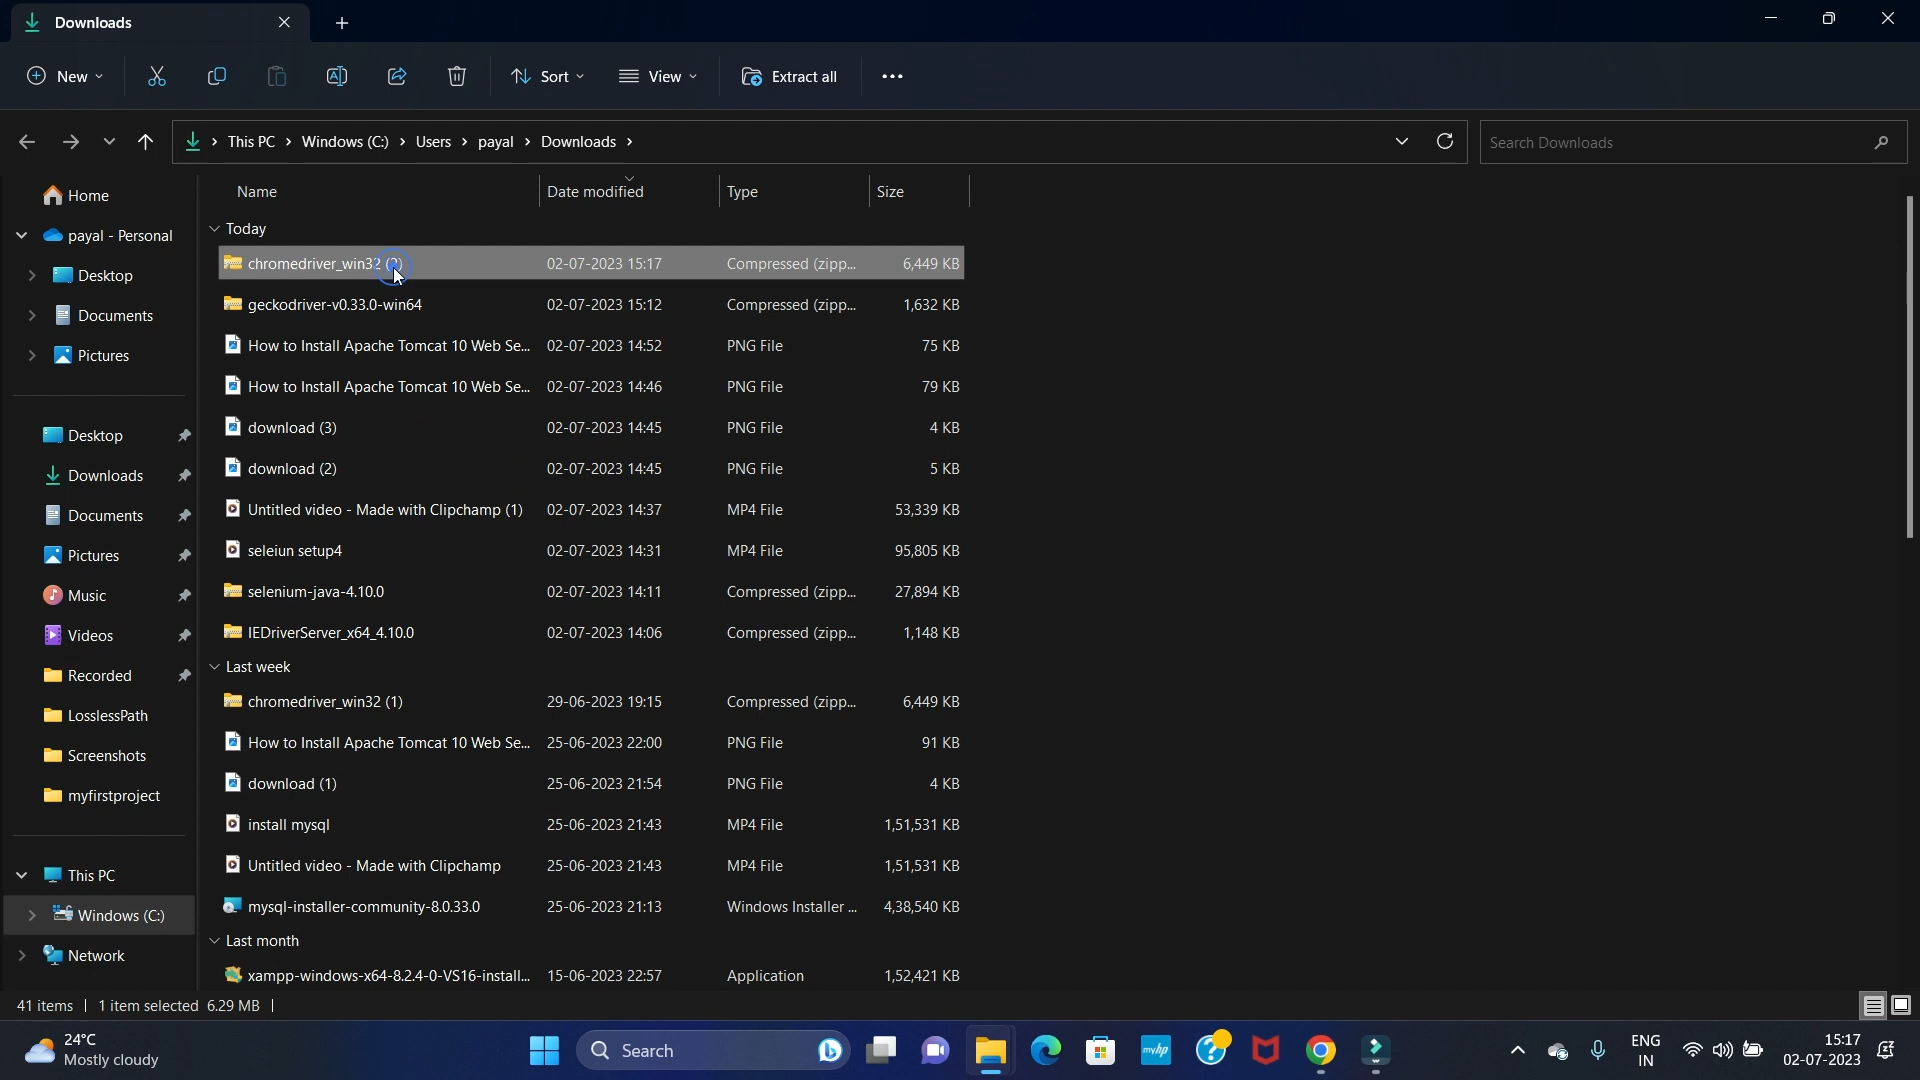 Downloads
New
Sort
View
Extract all
This PC
Windows (C:)
Users
payal
Downloads
Search Downloads
Home
payal - Personal
Desktop
Documents
Pictures
Desktop
Downloads
Documents
Pictures
Music
Videos
Recorded
LosslessPath
Screenshots
myfirstproject
This PC
Windows (C:)
Network
Name Date modified Type Size
Today
chromedriver_win32 (2) 02-07-2023 15:17 Compressed (zipp... 6,449 KB
geckodriver-v0.33.0-win64 02-07-2023 15:12 Compressed (zipp... 1,632 KB
How to Install Apache Tomcat 10 Web Se... 02-07-2023 14:52 PNG File 75 KB
How to Install Apache Tomcat 10 Web Se... 02-07-2023 14:46 PNG File 79 KB
download (3) 02-07-2023 14:45 PNG File 4 KB
download (2) 02-07-2023 14:45 PNG File 5 KB
Untitled video - Made with Clipchamp (1) 02-07-2023 14:37 MP4 File 53,339 KB
seleiun setup4 02-07-2023 14:31 MP4 File 95,805 KB
selenium-java-4.10.0 02-07-2023 14:11 Compressed (zipp... 27,894 KB
IEDriverServer_x64_4.10.0 02-07-2023 14:06 Compressed (zipp... 1,148 KB
Last week
chromedriver_win32 (1) 29-06-2023 19:15 Compressed (zipp... 6,449 KB
How to Install Apache Tomcat 10 Web Se... 25-06-2023 22:00 PNG File 91 KB
download (1) 25-06-2023 21:54 PNG File 4 KB
install mysql 25-06-2023 21:43 MP4 File 1,51,531 KB
Untitled video - Made with Clipchamp 25-06-2023 21:43 MP4 File 1,51,531 KB
mysql-installer-community-8.0.33.0 25-06-2023 21:13 Windows Installer ... 4,38,540 KB
Last month
xampp-windows-x64-8.2.4-0-VS16-install... 15-06-2023 22:57 Application 1,52,421 KB
41 items 1 item selected 6.29 MB
24°C
Mostly cloudy
Search
myhp
ENG
IN
15:17
02-07-2023